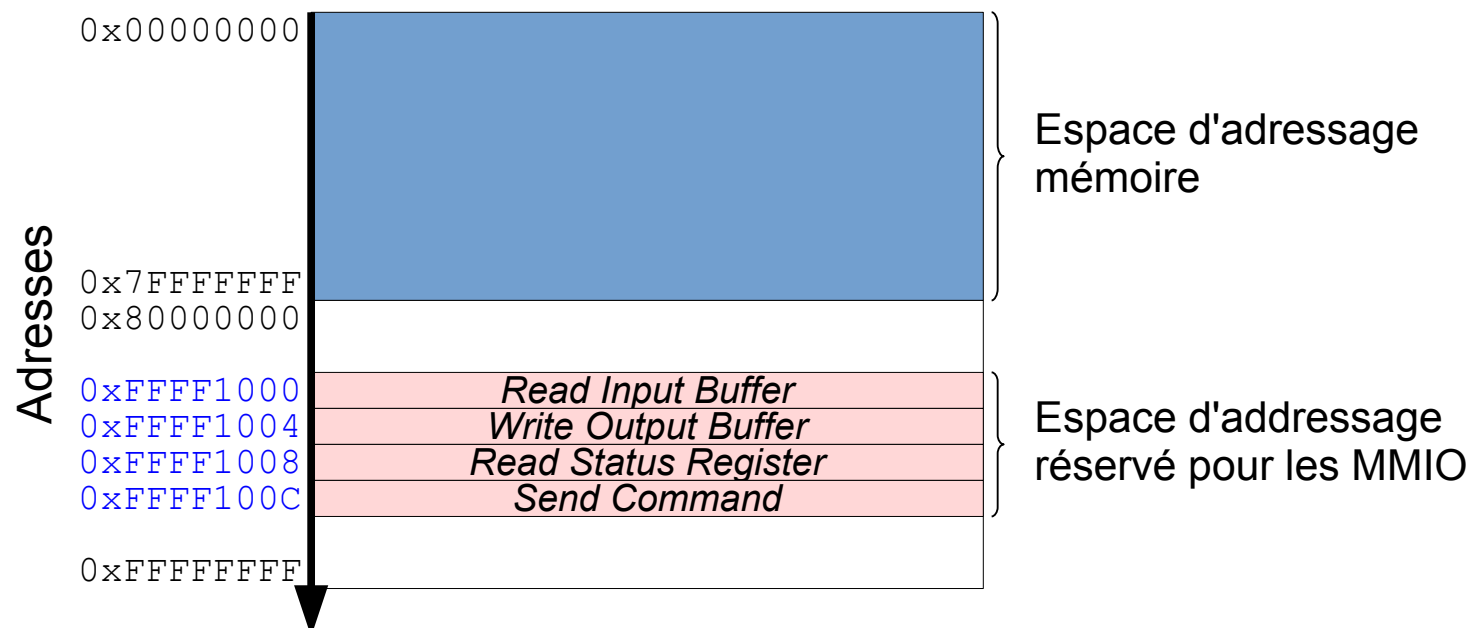 0x00000000
Espace d'adressage
mémoire
Adresses
0x7FFFFFFF
0x80000000
0xFFFF1000 Read Input Buffer
0xFFFF1004 Write Output Buffer
0xFFFF1008 Read Status Register
0xFFFF100C Send Command
Espace d'addressage
réservé pour les MMIO
0xFFFFFFFF